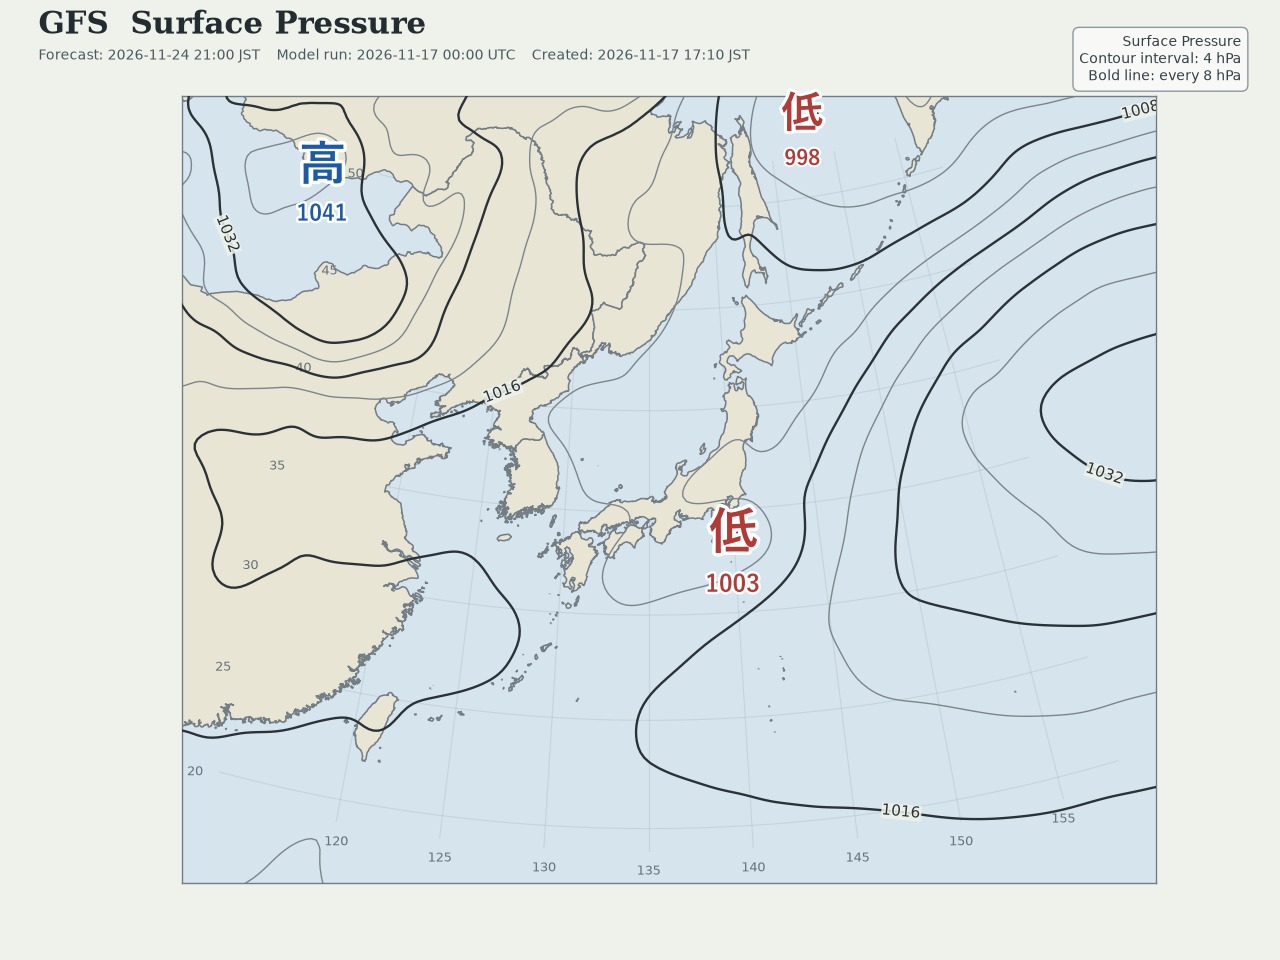 GFS Surface Pressure
Forecast: 2026-11-24 21:00 JST Model run: 2026-11-17 00:00 UTC Created: 2026-11-17 17:10 JST
Surface Pressure
Contour interval: 4 hPa
Bold line: every 8 hPa
低
998
1008
高
1041
50
1032
45
40
1016
35
1032
低
1003
30
25
20
1016
155
120
125
130
135
140
145
150